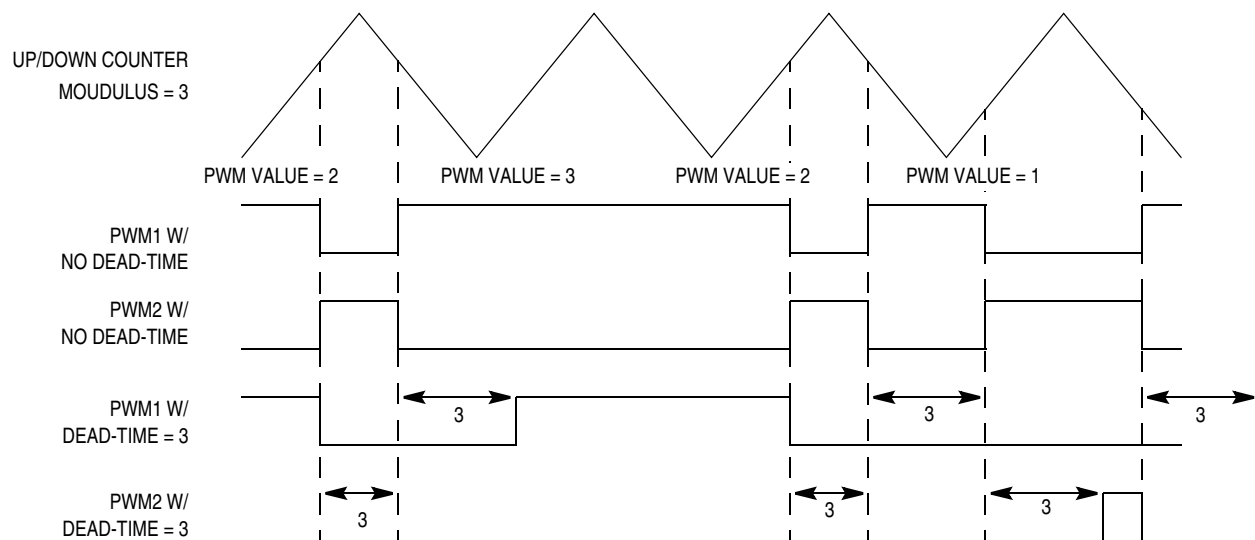 UP/DOWN COUNTER
MOUDULUS = 3
PWM VALUE = 2
PWM VALUE = 3
PWM VALUE = 2
PWM VALUE = 1
PWM1 W/
NO DEAD-TIME
PWM2 W/
NO DEAD-TIME
PWM1 W/
DEAD-TIME = 3
3
3
3
PWM2 W/
DEAD-TIME = 3
3
3
3